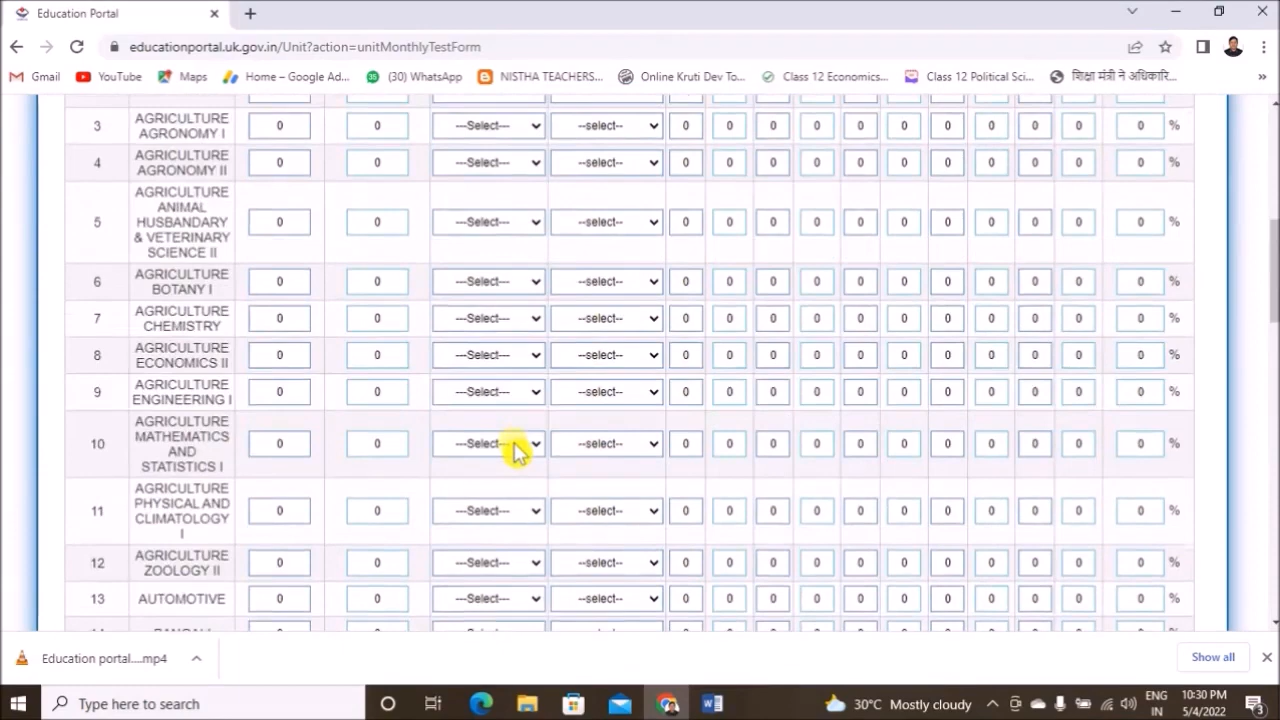 Education Portal
educationportal.uk.gov.in/Unit?action=unitMonthlyTestForm
Gmail YouTube Maps Home – Google Ad... (30) WhatsApp NISTHA TEACHERS... Online Kruti Dev To... Class 12 Economics... Class 12 Political Sci... शिक्षा मंत्री ने अधिकारि... »
3 AGRICULTURE AGRONOMY I 0 0 ---Select--- --select-- 0 0 0 0 0 0 0 0 0 0 0 %
4 AGRICULTURE AGRONOMY II 0 0 ---Select--- --select-- 0 0 0 0 0 0 0 0 0 0 0 %
5 AGRICULTURE ANIMAL HUSBANDARY & VETERINARY SCIENCE II 0 0 ---Select--- --select-- 0 0 0 0 0 0 0 0 0 0 0 %
6 AGRICULTURE BOTANY I 0 0 ---Select--- --select-- 0 0 0 0 0 0 0 0 0 0 0 %
7 AGRICULTURE CHEMISTRY 0 0 ---Select--- --select-- 0 0 0 0 0 0 0 0 0 0 0 %
8 AGRICULTURE ECONOMICS II 0 0 ---Select--- --select-- 0 0 0 0 0 0 0 0 0 0 0 %
9 AGRICULTURE ENGINEERING I 0 0 ---Select--- --select-- 0 0 0 0 0 0 0 0 0 0 0 %
10 AGRICULTURE MATHEMATICS AND STATISTICS I 0 0 ---Select--- --select-- 0 0 0 0 0 0 0 0 0 0 0 %
11 AGRICULTURE PHYSICAL AND CLIMATOLOGY I 0 0 ---Select--- --select-- 0 0 0 0 0 0 0 0 0 0 0 %
12 AGRICULTURE ZOOLOGY II 0 0 ---Select--- --select-- 0 0 0 0 0 0 0 0 0 0 0 %
13 AUTOMOTIVE 0 0 ---Select--- --select-- 0 0 0 0 0 0 0 0 0 0 0 %
Education portal....mp4 Show all
Type here to search 30°C Mostly cloudy ENG IN 10:30 PM 5/4/2022 3